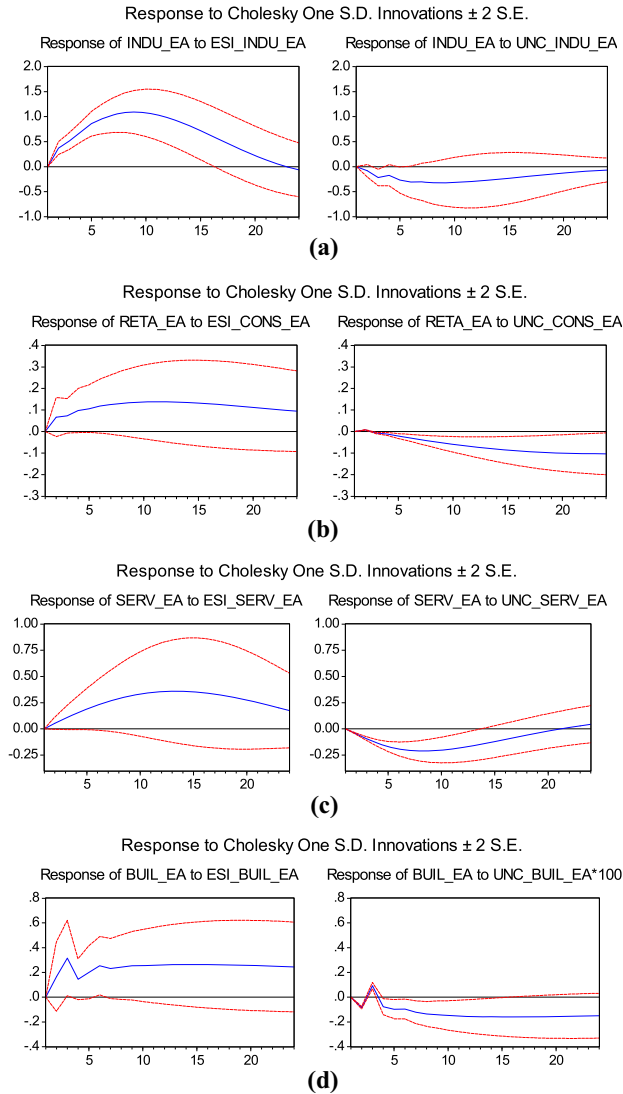 Response to Cholesky One S.D. Innovations ± 2 S.E.
Response of INDU_EA to ESI_INDU_EA
Response of INDU_EA to UNC_INDU_EA
2.0
1.5
1.0
0.5
0.0
-0.5
-1.0
5 10 15 20
2.0
1.5
1.0
0.5
0.0
-0.5
-1.0
5 10 15 20
(a)
Response to Cholesky One S.D. Innovations ± 2 S.E.
Response of RETA_EA to ESI_CONS_EA
Response of RETA_EA to UNC_CONS_EA
.4
.3
.2
.1
.0
-.1
-.2
-.3
5 10 15 20
.4
.3
.2
.1
.0
-.1
-.2
-.3
5 10 15 20
(b)
Response to Cholesky One S.D. Innovations ± 2 S.E.
Response of SERV_EA to ESI_SERV_EA
Response of SERV_EA to UNC_SERV_EA
1.00
0.75
0.50
0.25
0.00
-0.25
5 10 15 20
1.00
0.75
0.50
0.25
0.00
-0.25
5 10 15 20
(c)
Response to Cholesky One S.D. Innovations ± 2 S.E.
Response of BUIL_EA to ESI_BUIL_EA
Response of BUIL_EA to UNC_BUIL_EA*100
.8
.6
.4
.2
.0
-.2
-.4
5 10 15 20
.8
.6
.4
.2
.0
-.2
-.4
5 10 15 20
(d)